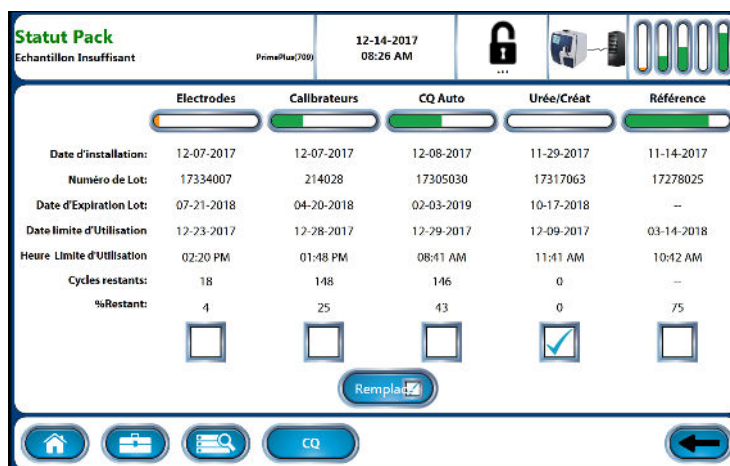 Statut Pack
Echantillon Insuffisant
PrimePlus(709)
12-14-2017
08:26 AM
...
Electrodes Calibrateurs CQ Auto Urée/Créat Référence
Date d'installation: 12-07-2017 12-07-2017 12-08-2017 11-29-2017 11-14-2017
Numéro de Lot: 17334007 214028 17305030 17317063 17278025
Date d'Expiration Lot: 07-21-2018 04-20-2018 02-03-2019 10-17-2018 --
Date limite d'Utilisation 12-23-2017 12-28-2017 12-29-2017 12-09-2017 03-14-2018
Heure Limite d'Utilisation 02:20 PM 01:48 PM 08:41 AM 11:41 AM 10:42 AM
Cycles restants: 18 148 146 0 --
%Restant: 4 25 43 0 75
Remplac
CQ